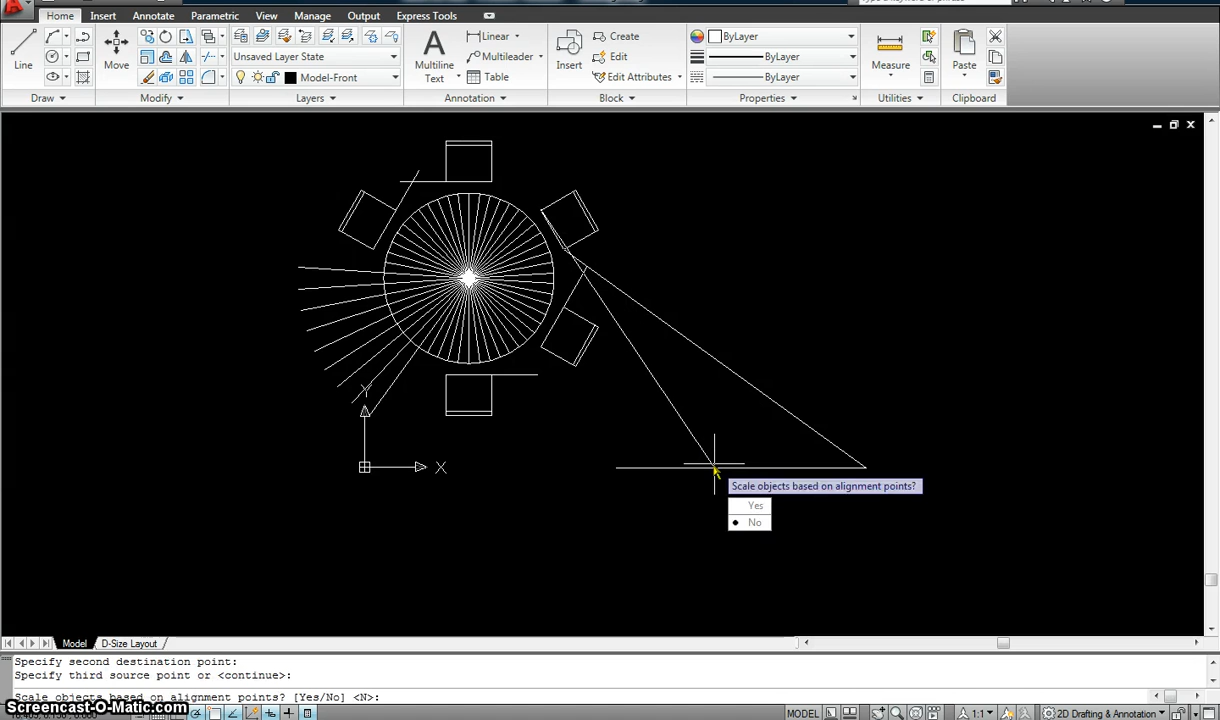 Home Insert Annotate Parametric View Manage Output Express Tools
Line
Move
Unsaved Layer State
Model-Front
Multiline
Text
Linear
Multileader
Table
Insert
Create
Edit
Edit Attributes
ByLayer
ByLayer
ByLayer
Measure
Paste
Draw Modify Layers Annotation Block Properties Utilities Clipboard
Y
X
Scale objects based on alignment points?
Yes
No
Model D-Size Layout
Specify second destination point:
Specify third source point or <continue>:
Scale objects based on alignment points? [Yes/No] <N>:
Screencast-O-Matic.com
MODEL 1:1 2D Drafting & Annotation